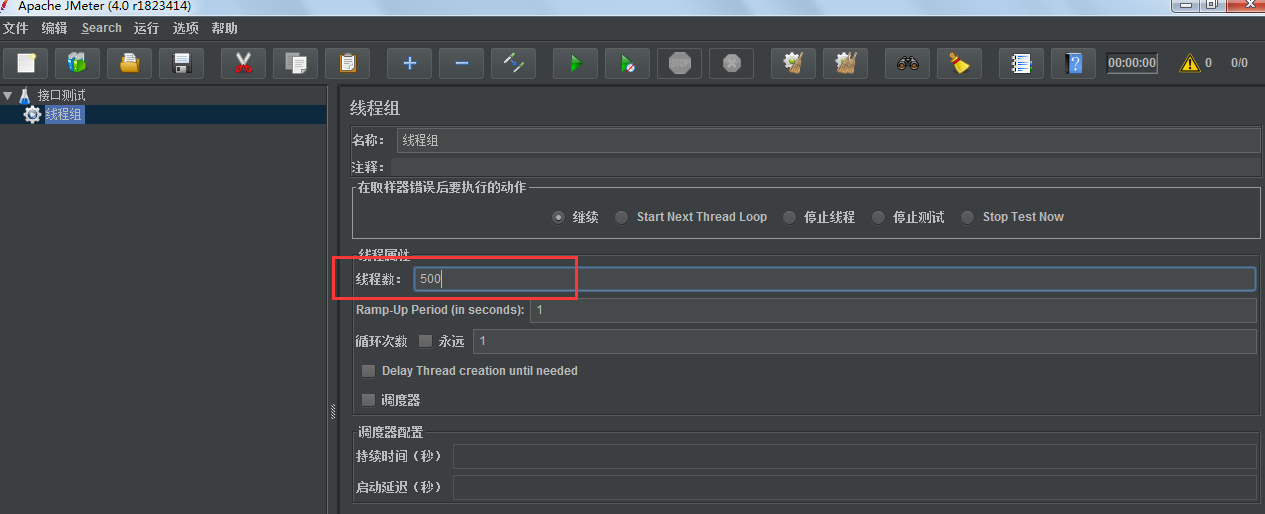 Apache JMeter (4.0 r1823414)
文件 编辑 Search 运行 选项 帮助
STOP 00:00:00 0 0/0
接口测试
线程组
线程组
名称： 线程组
注释：
在取样器错误后要执行的动作
继续 Start Next Thread Loop 停止线程 停止测试 Stop Test Now
线程属性
线程数： 500
Ramp-Up Period (in seconds): 1
循环次数 永远 1
Delay Thread creation until needed
调度器
调度器配置
持续时间（秒）
启动延迟（秒）